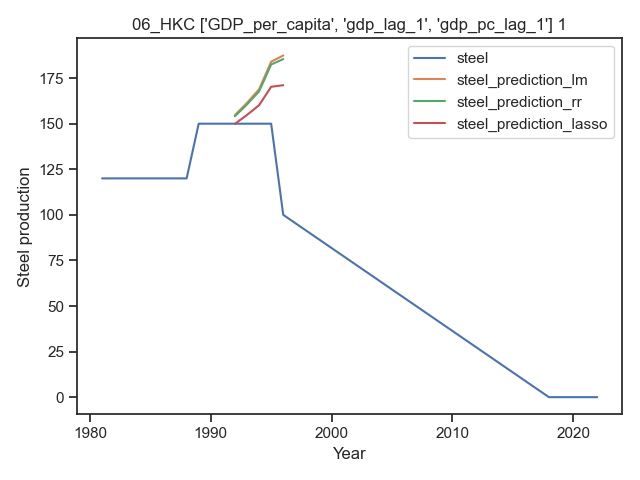 06_HKC ['GDP_per_capita', 'gdp_lag_1', 'gdp_pc_lag_1'] 1
steel
steel_prediction_lm
steel_prediction_rr
steel_prediction_lasso
Steel production
175
150
125
100
75
50
25
0
1980
1990
2000
2010
2020
Year